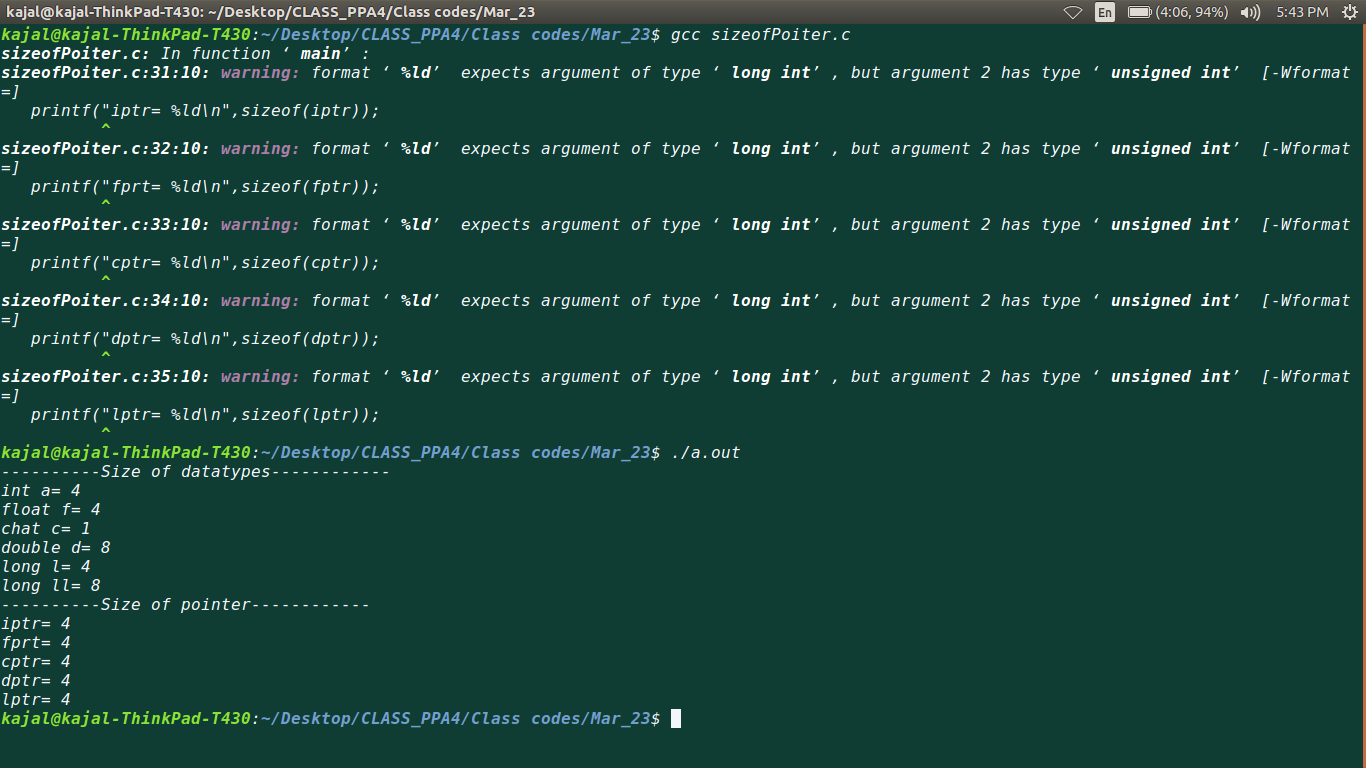 kajal@kajal-ThinkPad-T430: ~/Desktop/CLASS_PPA4/Class codes/Mar_23 En (4:06, 94%) 5:43 PM
kajal@kajal-ThinkPad-T430:~/Desktop/CLASS_PPA4/Class codes/Mar_23$ gcc sizeofPoiter.c
sizeofPoiter.c: In function ‘ main’ :
sizeofPoiter.c:31:10: warning: format ‘ %ld’  expects argument of type ‘ long int’ , but argument 2 has type ‘ unsigned int’  [-Wformat
=]
   printf("iptr= %ld\n",sizeof(iptr));
          ^
sizeofPoiter.c:32:10: warning: format ‘ %ld’  expects argument of type ‘ long int’ , but argument 2 has type ‘ unsigned int’  [-Wformat
=]
   printf("fprt= %ld\n",sizeof(fptr));
          ^
sizeofPoiter.c:33:10: warning: format ‘ %ld’  expects argument of type ‘ long int’ , but argument 2 has type ‘ unsigned int’  [-Wformat
=]
   printf("cptr= %ld\n",sizeof(cptr));
          ^
sizeofPoiter.c:34:10: warning: format ‘ %ld’  expects argument of type ‘ long int’ , but argument 2 has type ‘ unsigned int’  [-Wformat
=]
   printf("dptr= %ld\n",sizeof(dptr));
          ^
sizeofPoiter.c:35:10: warning: format ‘ %ld’  expects argument of type ‘ long int’ , but argument 2 has type ‘ unsigned int’  [-Wformat
=]
   printf("lptr= %ld\n",sizeof(lptr));
          ^
kajal@kajal-ThinkPad-T430:~/Desktop/CLASS_PPA4/Class codes/Mar_23$ ./a.out
----------Size of datatypes------------
int a= 4
float f= 4
chat c= 1
double d= 8
long l= 4
long ll= 8
----------Size of pointer------------
iptr= 4
fprt= 4
cptr= 4
dptr= 4
lptr= 4
kajal@kajal-ThinkPad-T430:~/Desktop/CLASS_PPA4/Class codes/Mar_23$